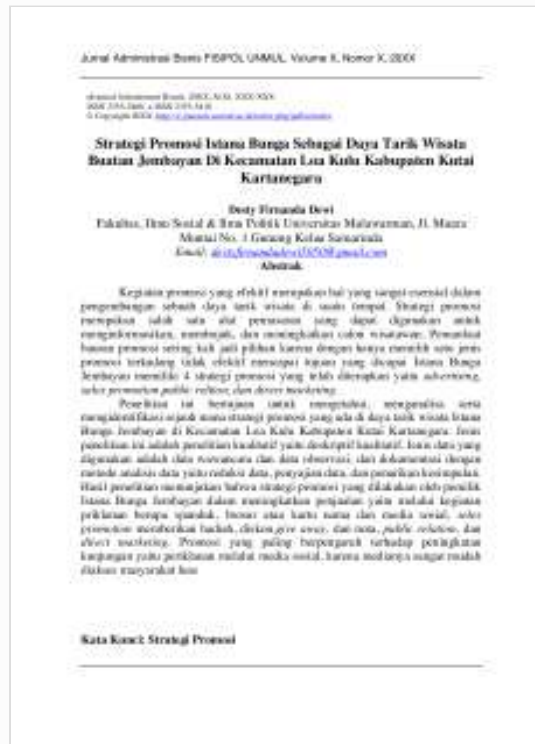 Jurnal Administrasi Bisnis FISIPOL UNMUL, Volume X, Nomor X, 20XX
© Copyright
Strategi Promosi Istana Bunga Sebagai Daya Tarik Wisata
Buatan Jembayan Di Kecamatan Loa Kulu Kabupaten Kutai
Kartanegara
Desty Firnanda Dewi
Fakultas, Ilmu Sosial & Ilmu Politik Universitas Mulawarman, Jl. Muara
Muntai No. 1 Gunung Kelua Samarinda
Email:
Abstrak
Kegiatan promosi yang efektif merupakan hal yang sangat esensial dalam
pengembangan sebuah daya tarik wisata di suatu tempat. Strategi promosi
merupakan salah satu alat pemasaran yang dapat digunakan untuk
menginformasikan, membujuk, dan meningkatkan calon wisatawan. Pemilihan
bauran promosi sering kali jadi pilihan karena dengan hanya memilih satu jenis
promosi terkadang tidak efektif mencapai tujuan yang dicapai Istana Bunga
Jembayan memiliki 4 strategi promosi yang telah diterapkan yaitu advertising,
sales promotion public relation, dan direct marketing.
Penelitian ini bertujuan untuk mengetahui, menganalisa serta
mengidentifikasi sejauh mana strategi promosi yang ada di daya tarik wisata Istana
Bunga Jembayan di Kecamatan Loa Kulu Kabupaten Kutai Kartanegara. Jenis
penelitian ini adalah penelitian kualitatif yaitu deskriptif kualitatif. Jenis data yang
digunakan adalah data wawancara dan data observasi, dan dokumentasi dengan
metode analisis data yaitu reduksi data, penyajian data, dan penarikan kesimpulan.
Hasil penelitian menunjukan bahwa strategi promosi yang dilakukan oleh pemilik
Istana Bunga Jembayan dalam meningkatkan penjualan yaitu melalui kegiatan
periklanan berupa spanduk, brosur atau kartu nama dan media sosial, sales
promotion memberikan hadiah, diskon give away, dan nota, public relation, dan
direct marketing. Promosi yang paling berpengaruh terhadap peningkatan
kunjungan yaitu periklanan melalui media sosial, karena medianya sangat mudah
diakses masyarakat luas
Kata Kunci: Strategi Promosi